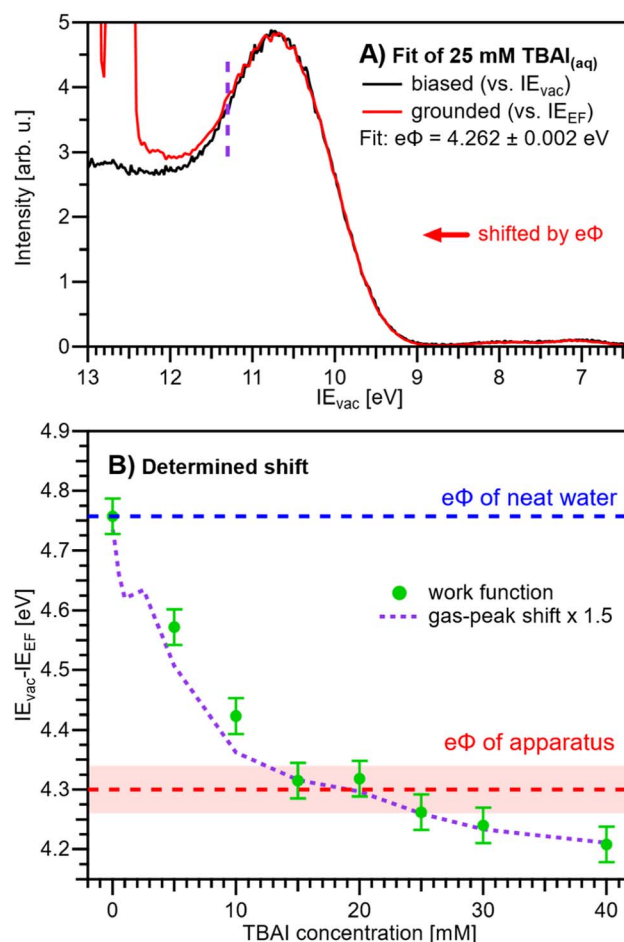 A) Fit of 25 mM TBAI(aq)
biased (vs. IEvac)
grounded (vs. IEEF)
Fit: eΦ = 4.262 ± 0.002 eV
shifted by eΦ
Intensity [arb. u.]
5
4
3
2
1
0
13 12 11 10 9 8 7
IEvac [eV]
B) Determined shift
eΦ of neat water
work function
gas-peak shift x 1.5
eΦ of apparatus
IEvac-IEEF [eV]
4.9
4.8
4.7
4.6
4.5
4.4
4.3
4.2
0 10 20 30 40
TBAI concentration [mM]